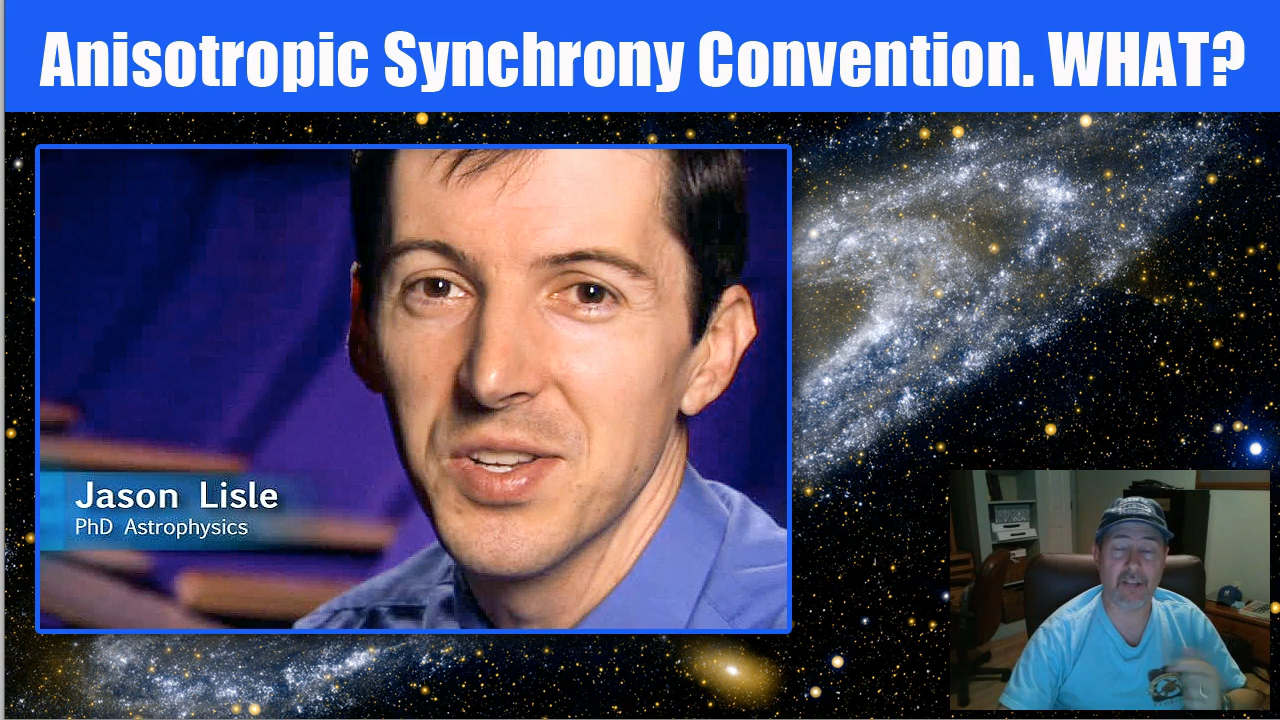 Anisotropic Synchrony Convention. WHAT?
Jason Lisle
PhD Astrophysics